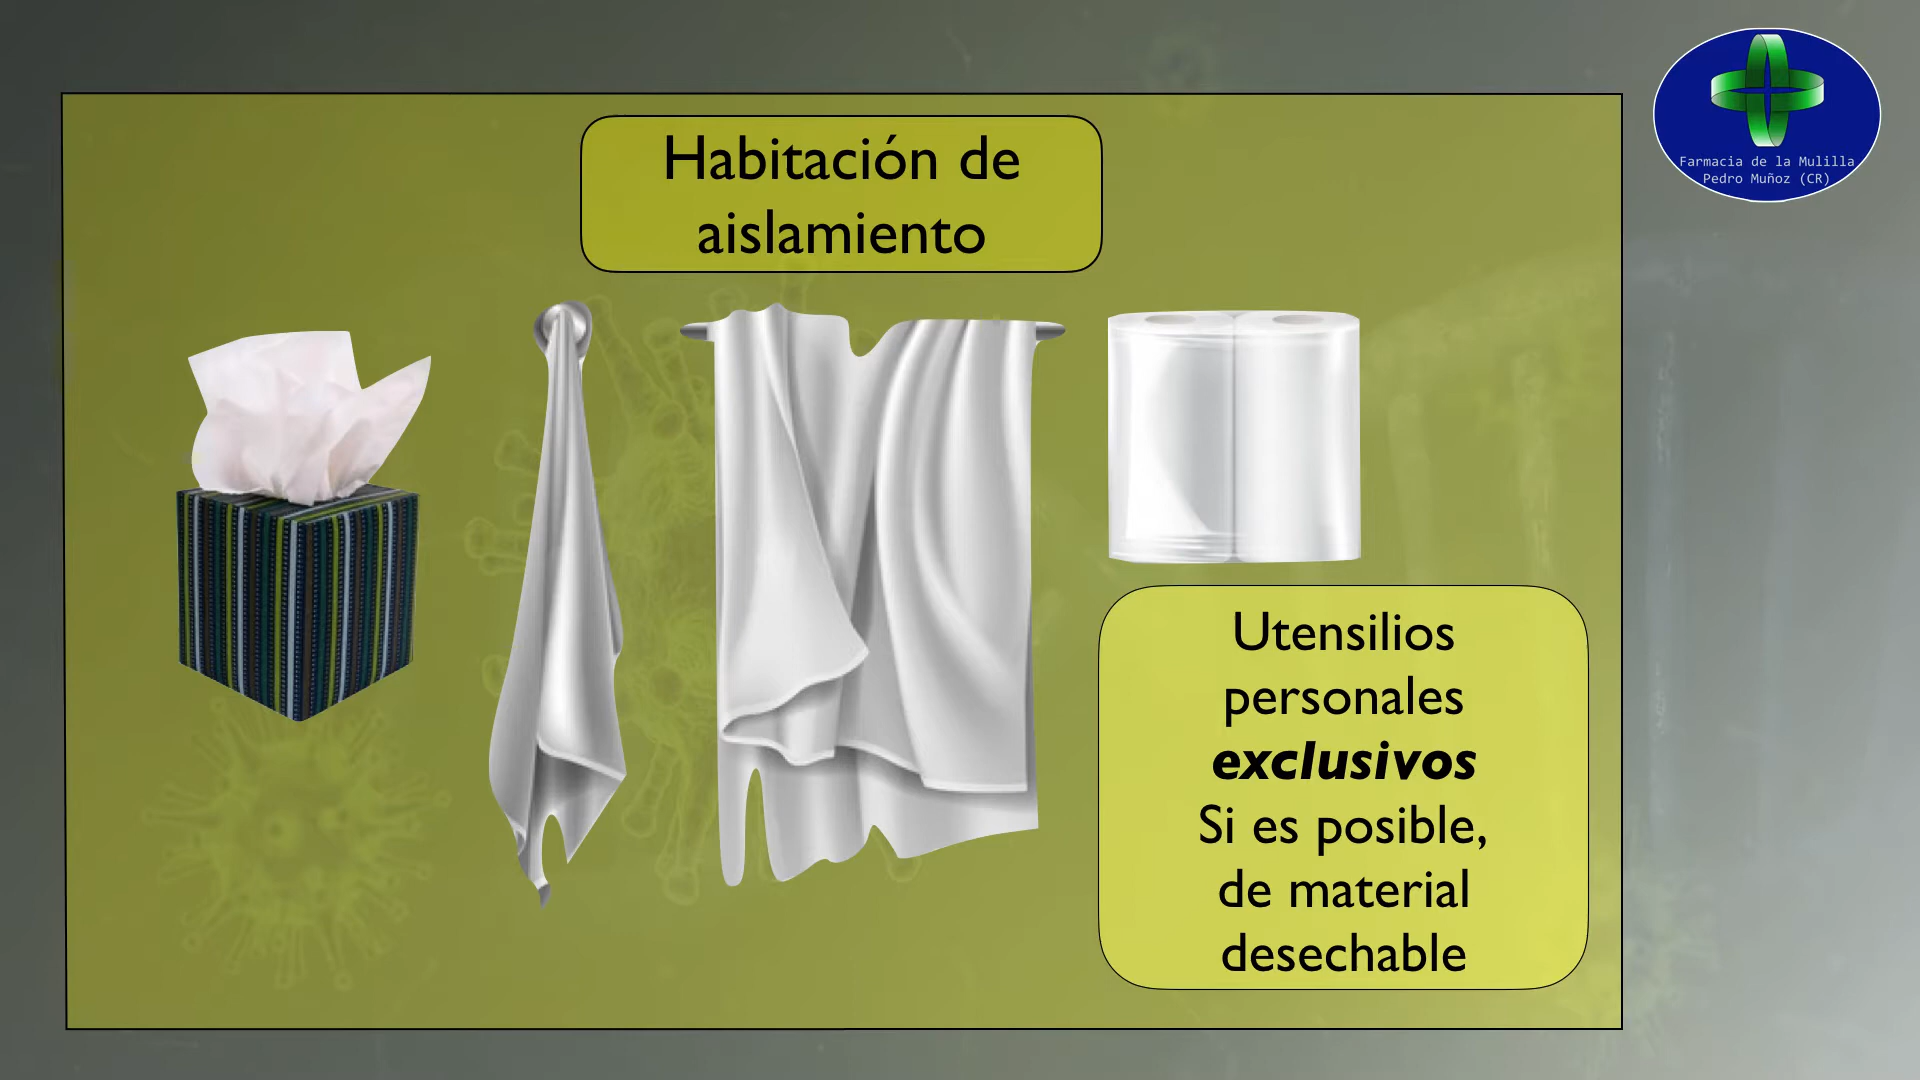 Habitación de
aislamiento
Farmacia de la Mulilla
Pedro Muñoz (CR)
Utensilios
personales
exclusivos
Si es posible,
de material
desechable